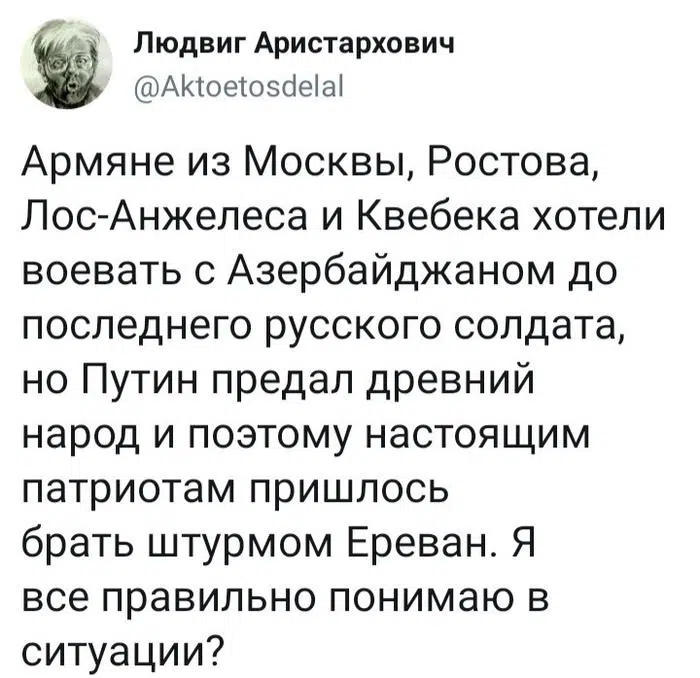 Людвиг Аристархович
@Aktoetosdelal
Армяне из Москвы, Ростова,
Лос-Анжелеса и Квебека хотели
воевать с Азербайджаном до
последнего русского солдата,
но Путин предал древний
народ и поэтому настоящим
патриотам пришлось
брать штурмом Ереван. Я
все правильно понимаю в
ситуации?